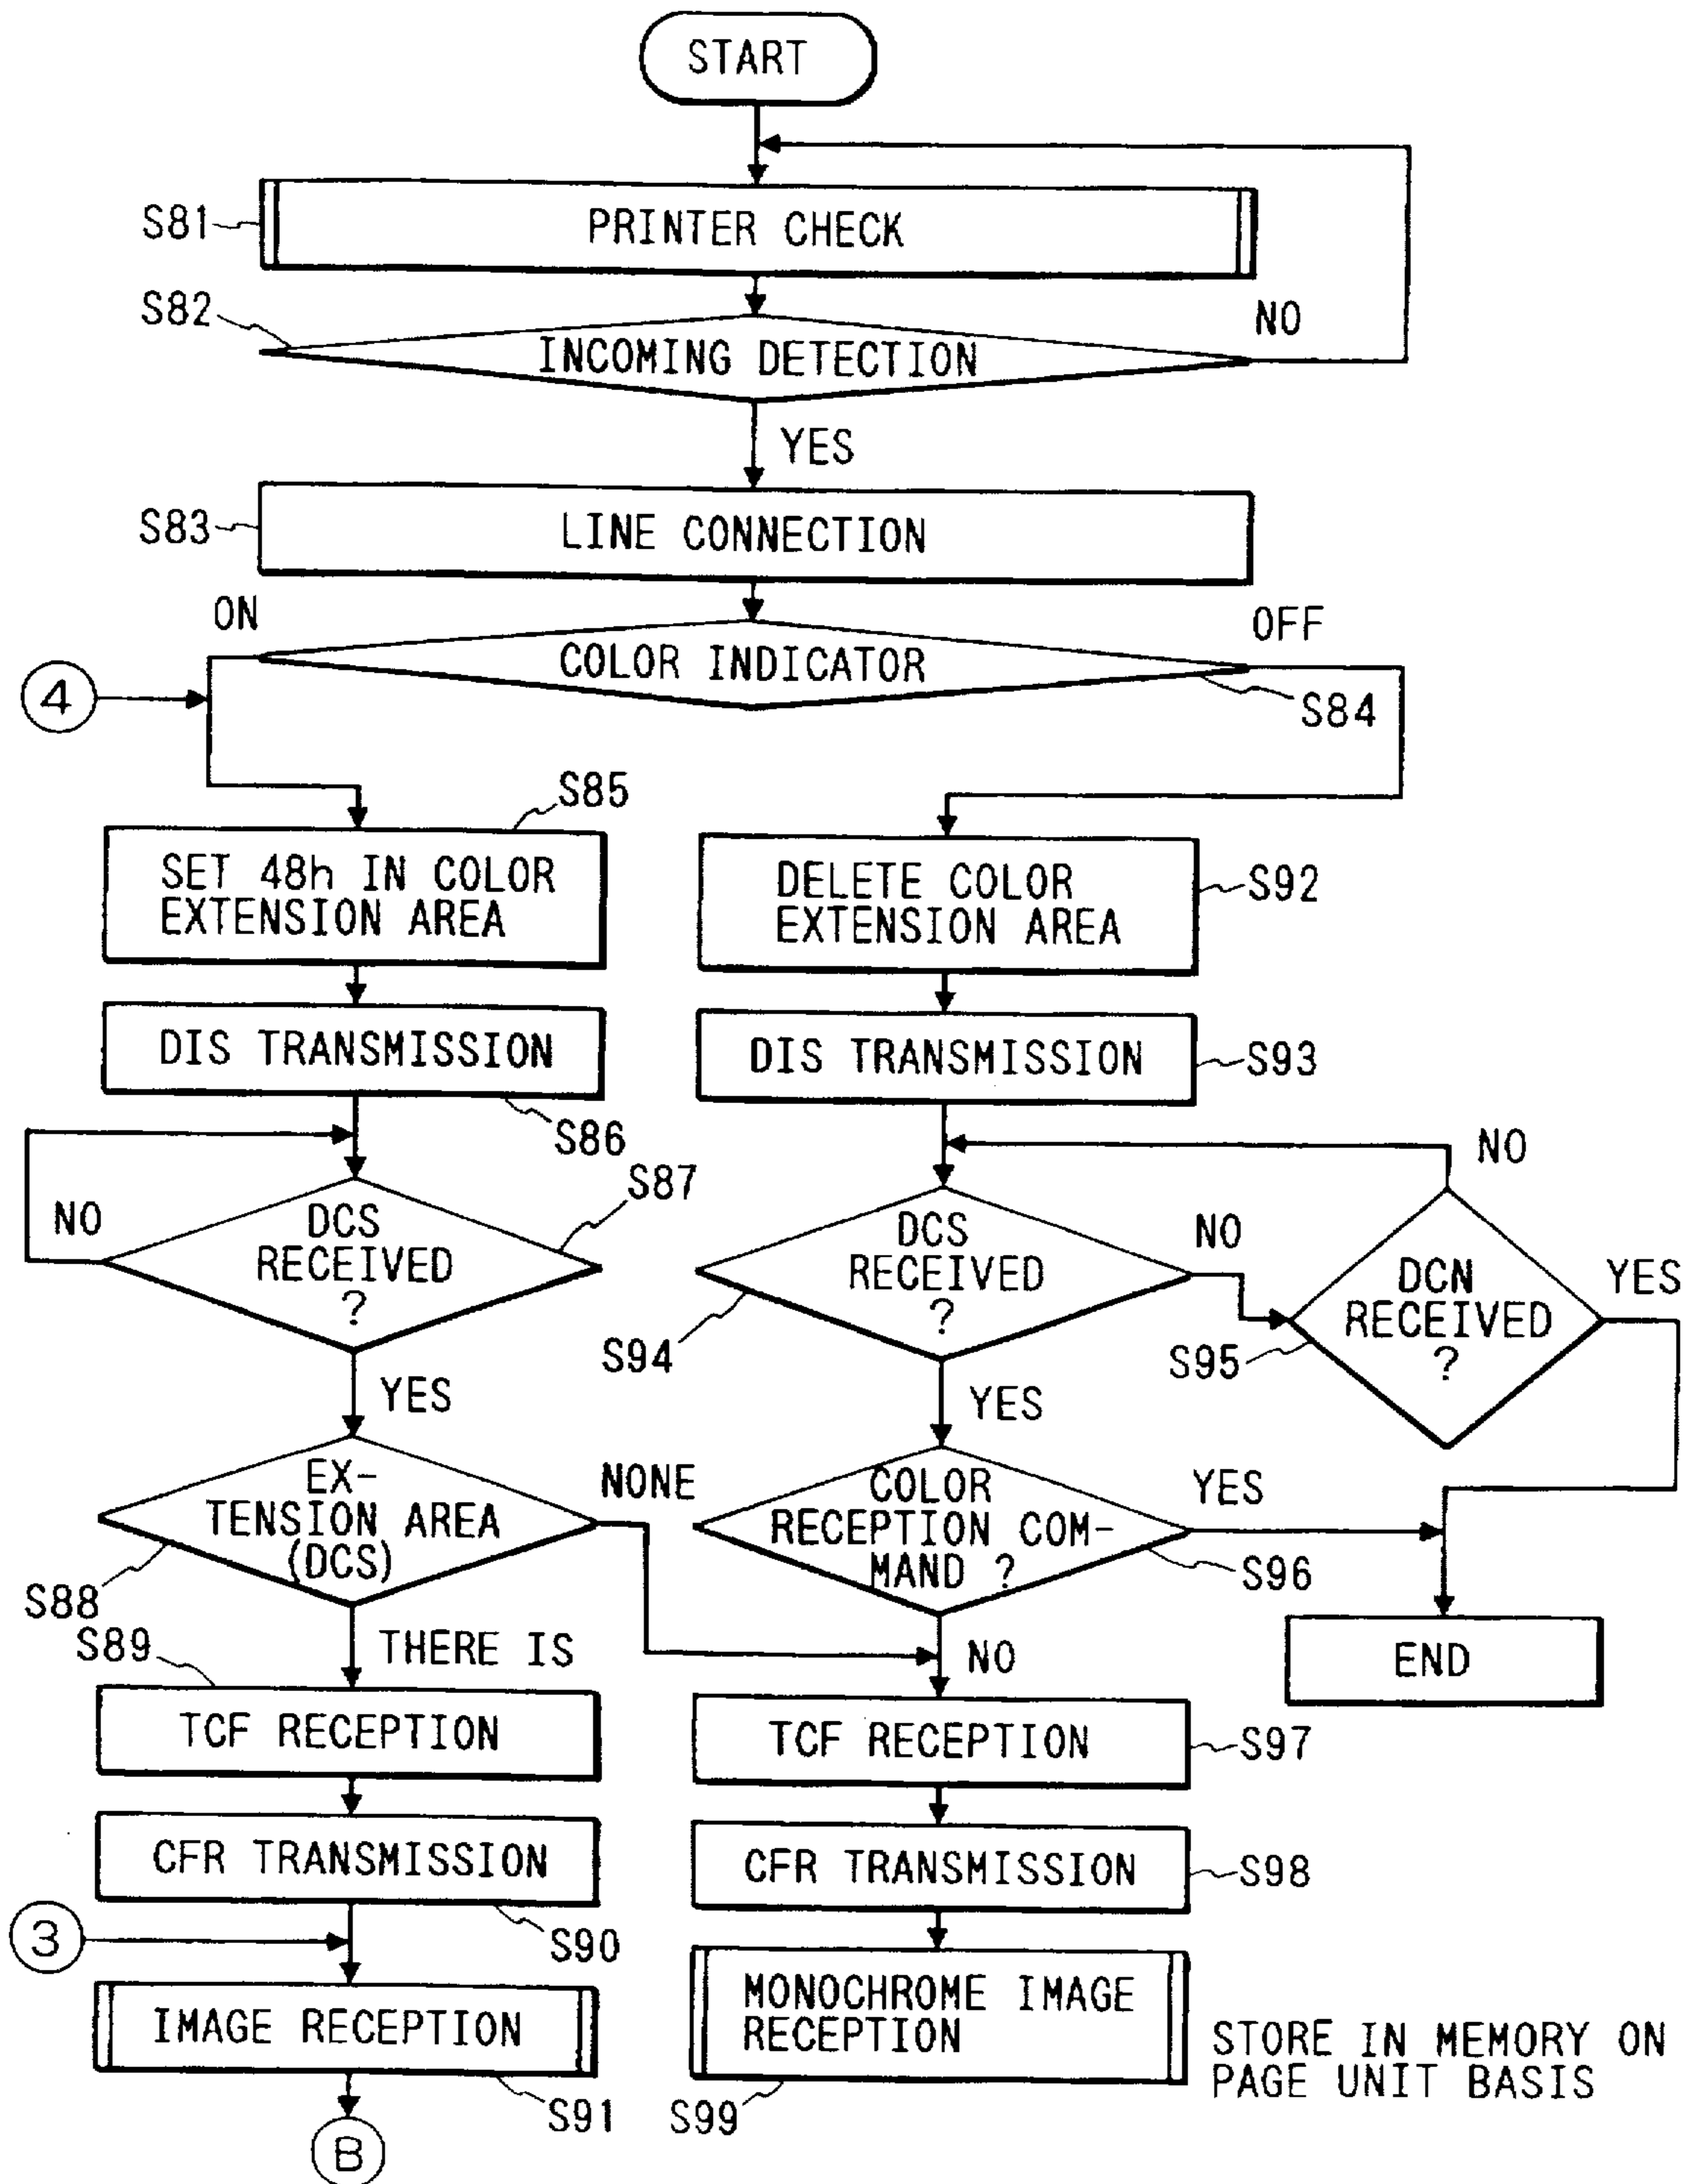 START
S81
PRINTER CHECK
S82
INCOMING DETECTION
NO
YES
S83
LINE CONNECTION
ON
OFF
COLOR INDICATOR
S84
4
S85
SET 48h IN COLOR
EXTENSION AREA
DELETE COLOR
EXTENSION AREA
S92
DIS TRANSMISSION
S86
DIS TRANSMISSION
S93
NO
DCS
RECEIVED
?
S87
YES
DCS
RECEIVED
?
S94
NO
YES
DCN
RECEIVED
?
S95
NO
YES
EX-
TENSION AREA
(DCS)
S88
NONE
THERE IS
COLOR
RECEPTION COM-
MAND ?
S96
YES
NO
END
S89
TCF RECEPTION
TCF RECEPTION
S97
CFR TRANSMISSION
S90
CFR TRANSMISSION
S98
3
IMAGE RECEPTION
S91
MONOCHROME IMAGE
RECEPTION
S99
STORE IN MEMORY ON
PAGE UNIT BASIS
B